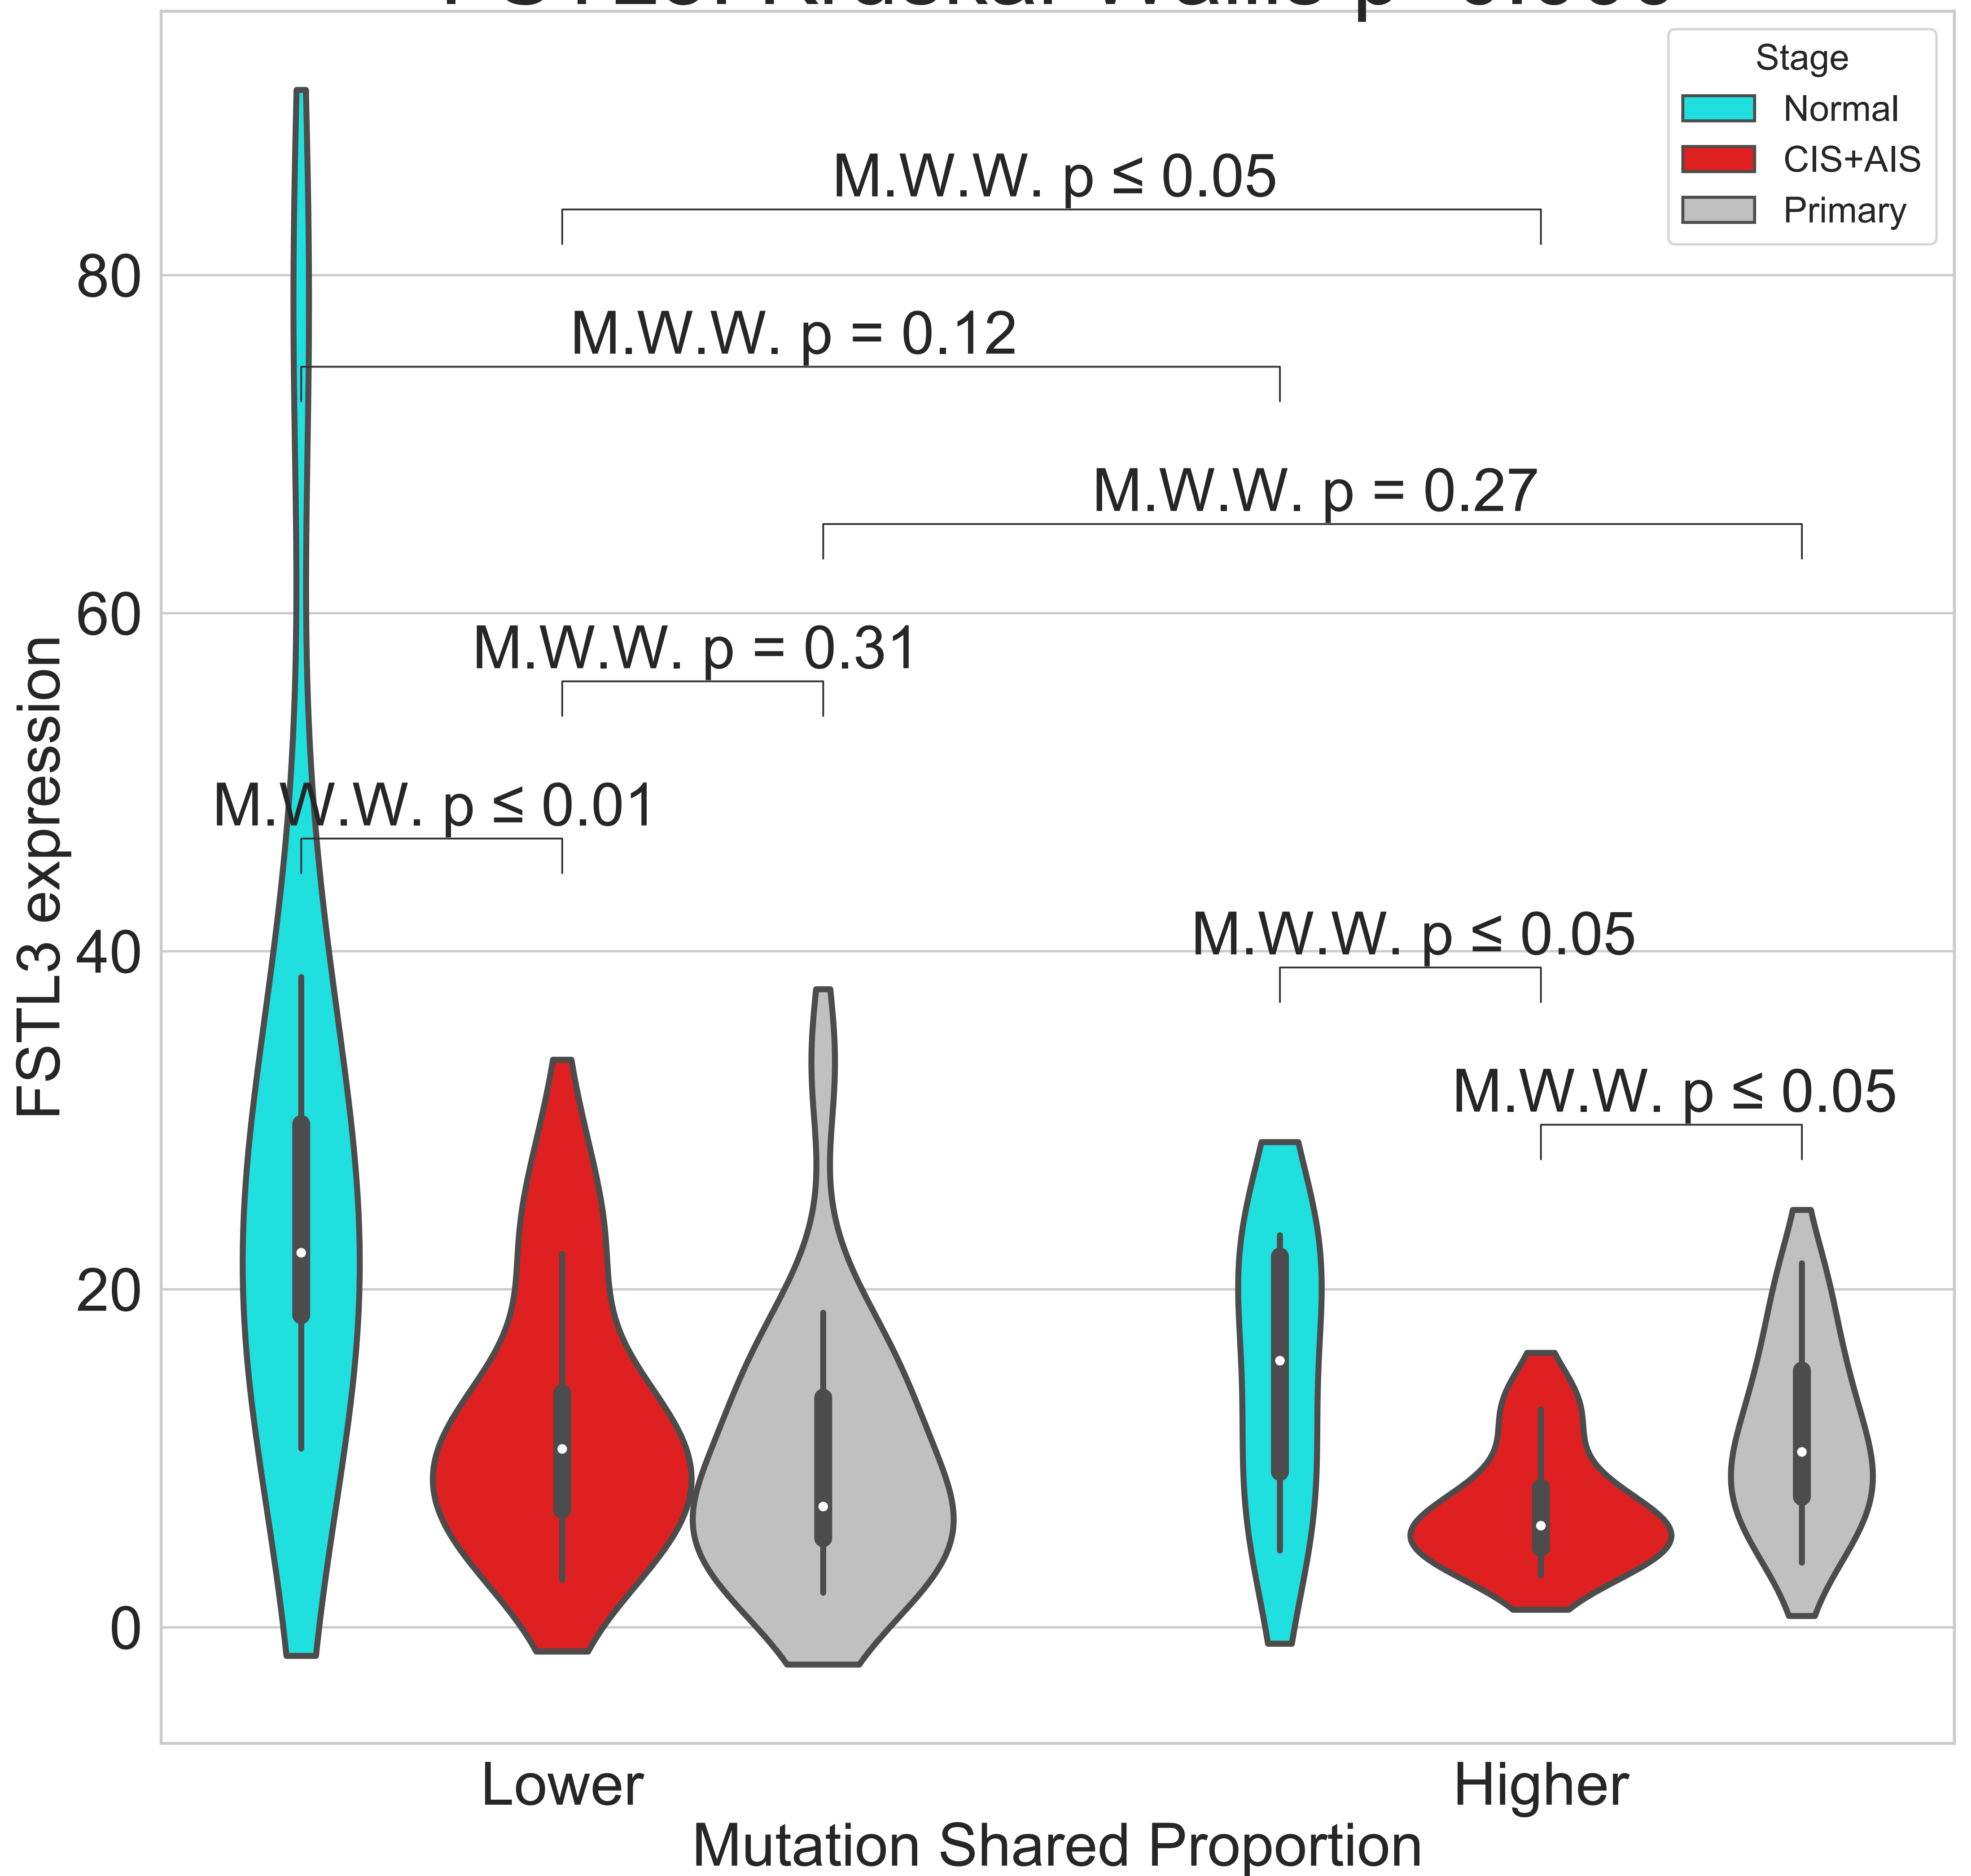 Stage
Normal
CIS+AIS
Primary
M.W.W. p ≤ 0.05
80
M.W.W. p = 0.12
M.W.W. p = 0.27
60
M.W.W. p = 0.31
M.W.W. p ≤ 0.01
FSTL3 expression
40
M.W.W. p ≤ 0.05
M.W.W. p ≤ 0.05
20
0
Lower
Higher
Mutation Shared Proportion